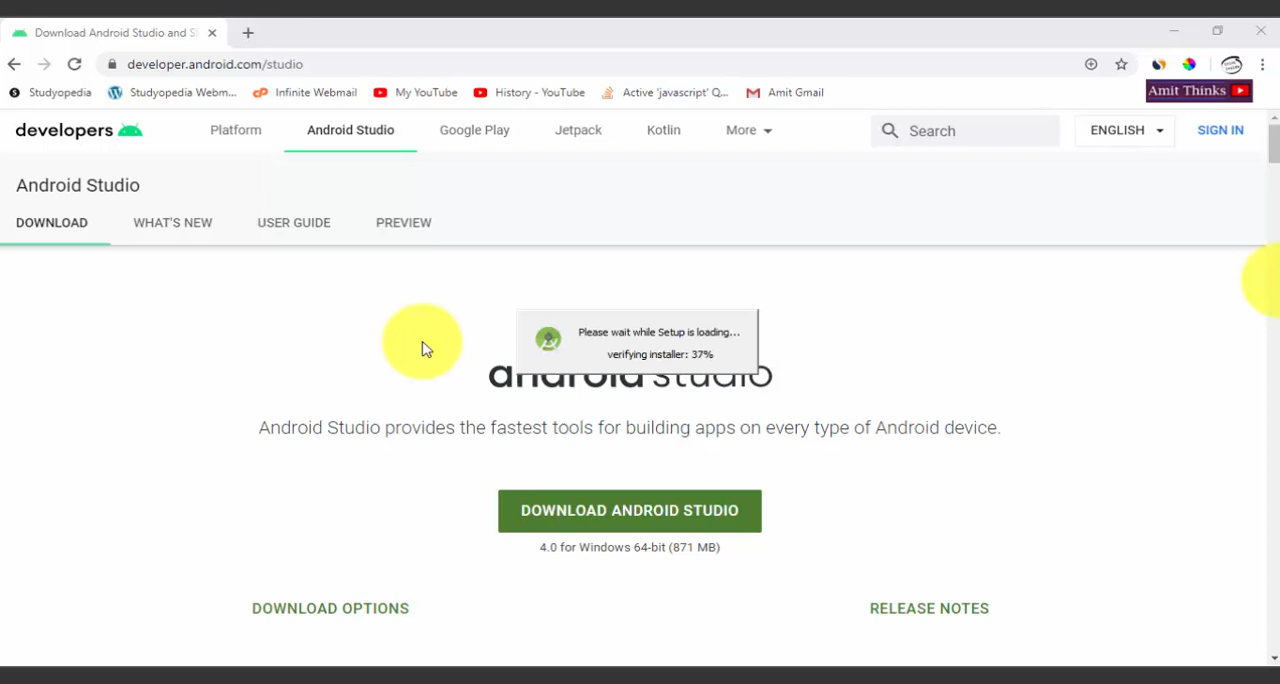 Download Android Studio and S
developer.android.com/studio
Studyopedia
Studyopedia Webm...
Infinite Webmail
My YouTube
History - YouTube
Active 'javascript' Q...
Amit Gmail
Amit Thinks
developers
Platform
Android Studio
Google Play
Jetpack
Kotlin
More
Search
ENGLISH
SIGN IN
Android Studio
DOWNLOAD
WHAT'S NEW
USER GUIDE
PREVIEW
Please wait while Setup is loading...
verifying installer: 37%
android studio
Android Studio provides the fastest tools for building apps on every type of Android device.
DOWNLOAD ANDROID STUDIO
4.0 for Windows 64-bit (871 MB)
DOWNLOAD OPTIONS
RELEASE NOTES